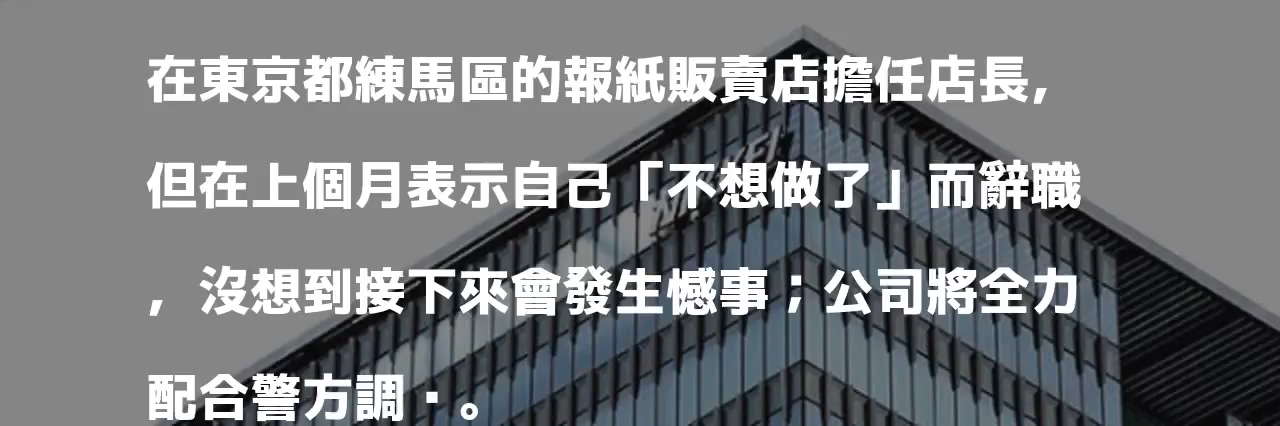 在東京都練馬區的報紙販賣店擔任店長,
但在上個月表示自己「不想做了」而辭職
，沒想到接下來會發生憾事；公司將全力
配合警方調▪。
NIKKEI